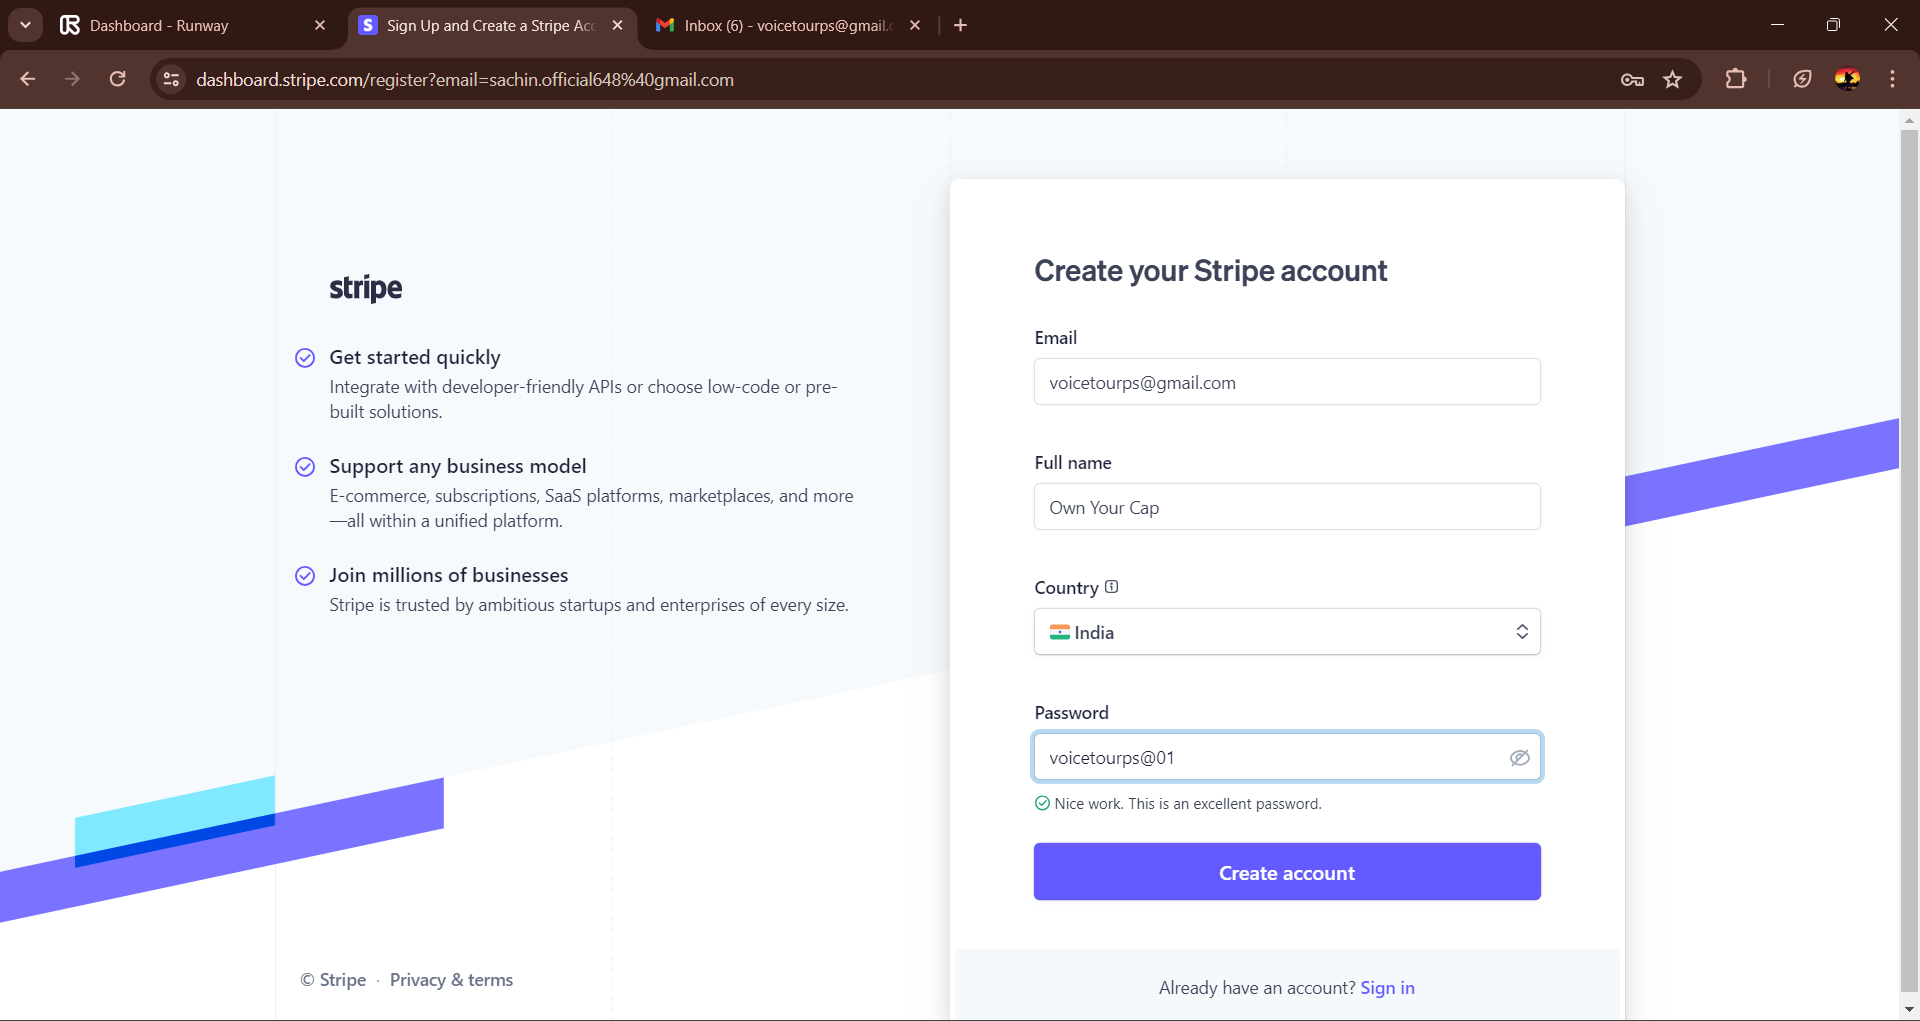 Dashboard - Runway
Sign Up and Create a Stripe Acc
Inbox (6) - voicetourps@gmail.c
dashboard.stripe.com/register?email=sachin.official648%40gmail.com
stripe
Get started quickly
Integrate with developer-friendly APIs or choose low-code or pre-
built solutions.
Support any business model
E-commerce, subscriptions, SaaS platforms, marketplaces, and more
—all within a unified platform.
Join millions of businesses
Stripe is trusted by ambitious startups and enterprises of every size.
© Stripe · Privacy & terms
Create your Stripe account
Email
voicetourps@gmail.com
Full name
Own Your Cap
Country
India
Password
voicetourps@01
Nice work. This is an excellent password.
Create account
Already have an account? Sign in